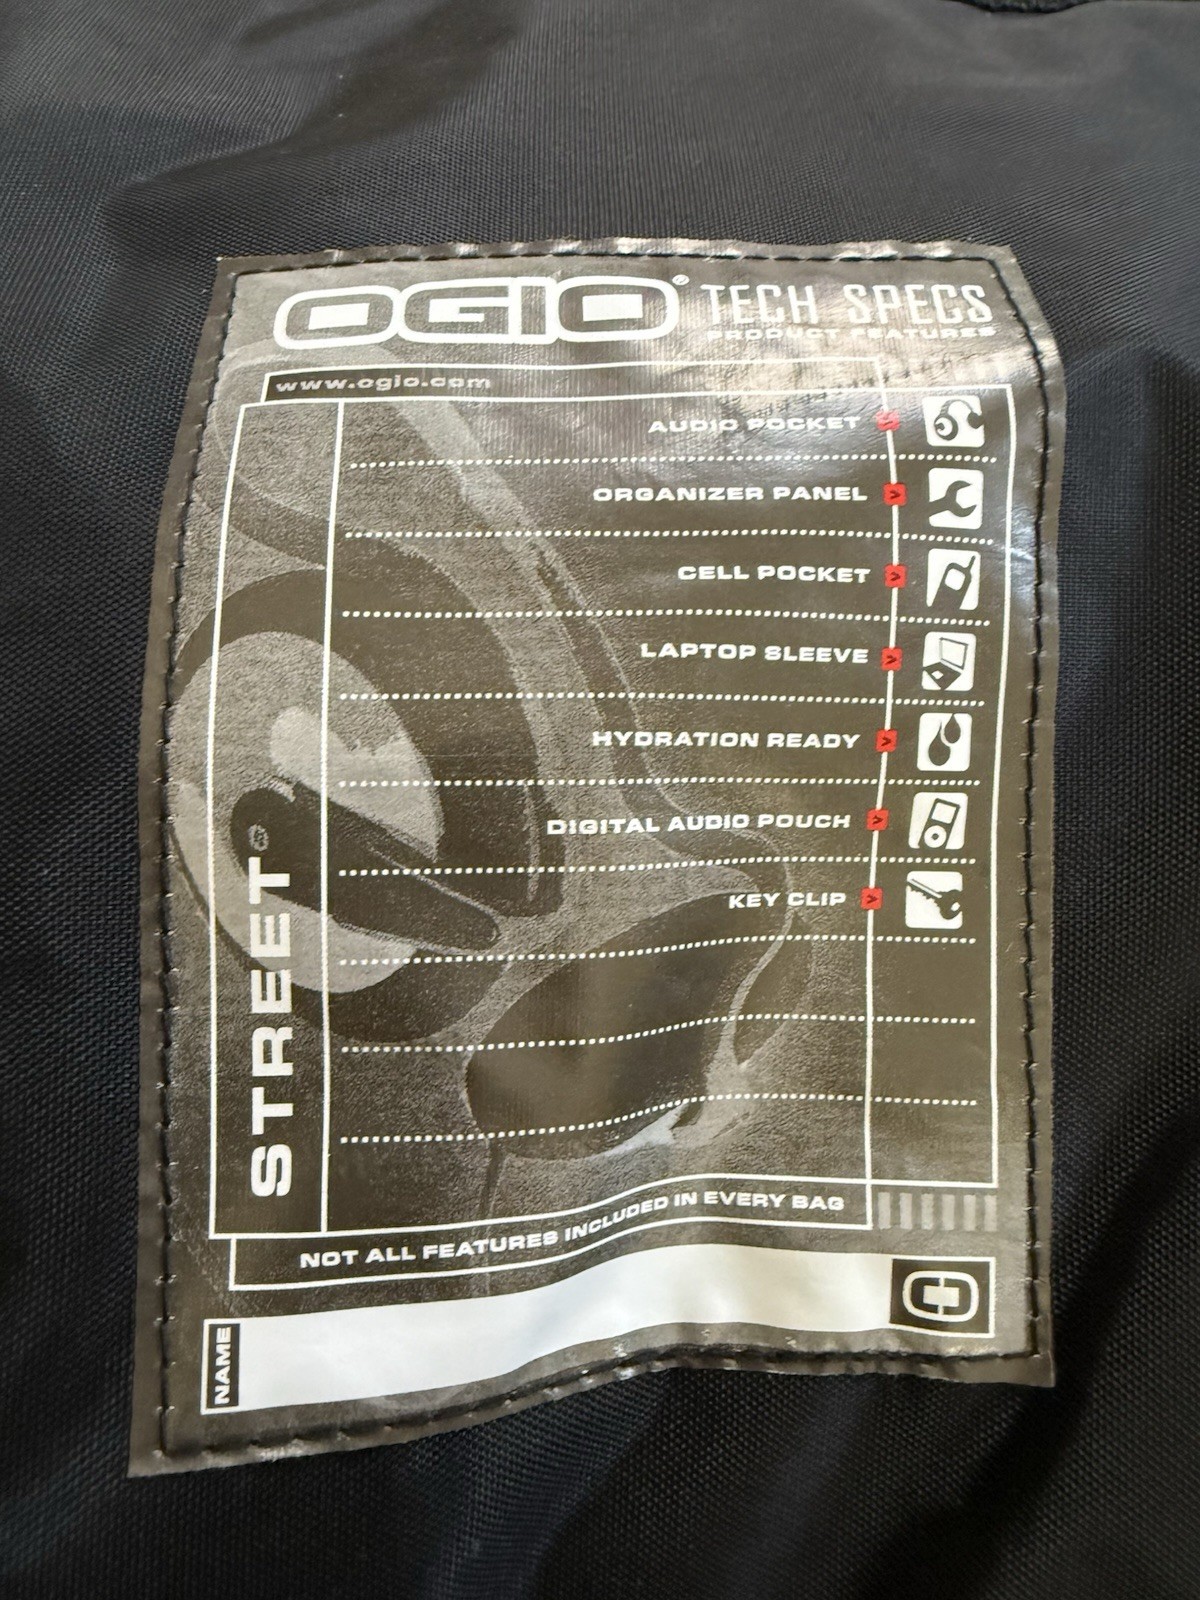 OGIO® TECH SPECS
PRODUCT FEATURES
www.ogio.com
AUDIO POCKET
ORGANIZER PANEL
CELL POCKET
LAPTOP SLEEVE
HYDRATION READY
DIGITAL AUDIO POUCH
KEY CLIP
STREET
NOT ALL FEATURES INCLUDED IN EVERY BAG
NAME